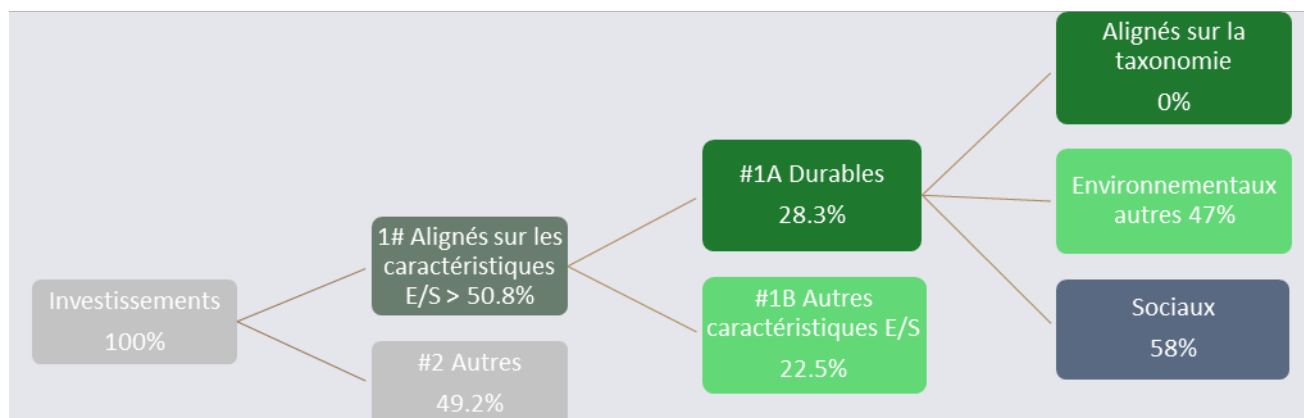 Investissements
100%
1# Alignés sur les
caractéristiques
E/S > 50.8%
#2 Autres
49.2%
#1A Durables
28.3%
#1B Autres
caractéristiques E/S
22.5%
Alignés sur la
taxonomie
0%
Environnementaux
autres 47%
Sociaux
58%